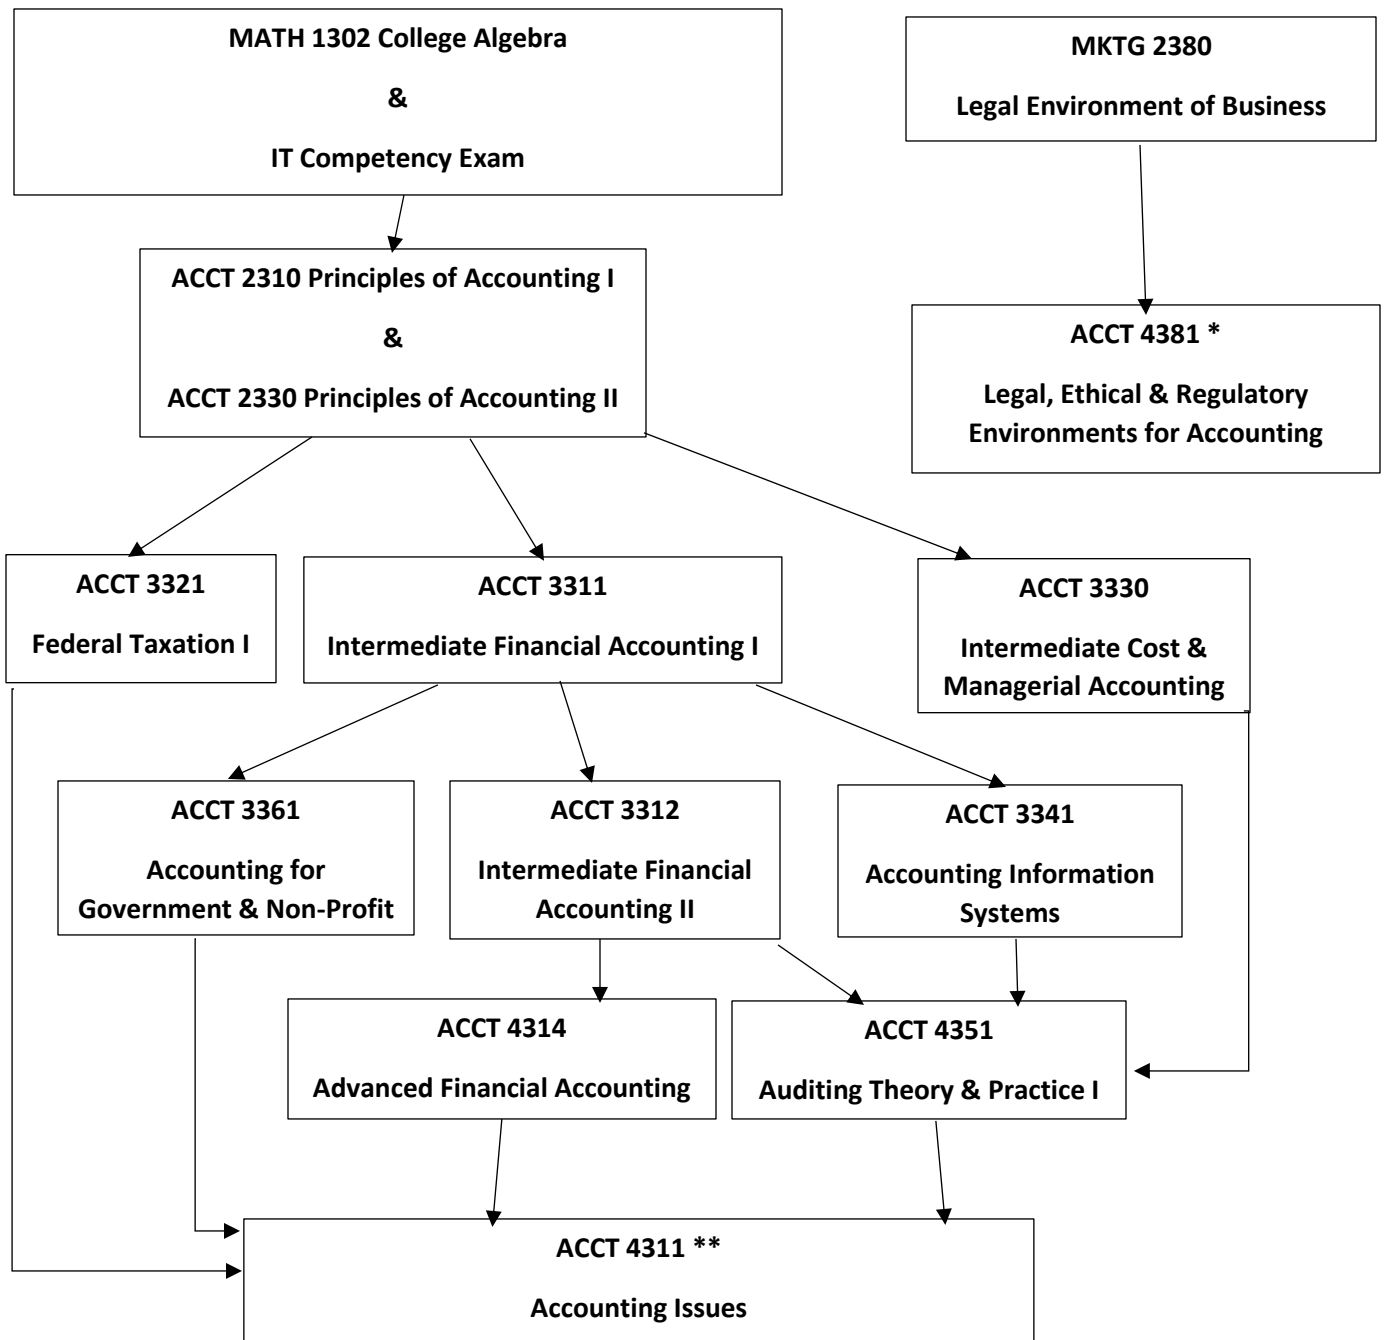 MATH 1302 College Algebra
&
IT Competency Exam
MKTG 2380
Legal Environment of Business
ACCT 2310 Principles of Accounting I
&
ACCT 2330 Principles of Accounting II
ACCT 4381 *
Legal, Ethical & Regulatory
Environments for Accounting
ACCT 3321
Federal Taxation I
ACCT 3311
Intermediate Financial Accounting I
ACCT 3330
Intermediate Cost &
Managerial Accounting
ACCT 3361
Accounting for
Government & Non-Profit
ACCT 3312
Intermediate Financial
Accounting II
ACCT 3341
Accounting Information
Systems
ACCT 4314
Advanced Financial Accounting
ACCT 4351
Auditing Theory & Practice I
ACCT 4311 **
Accounting Issues